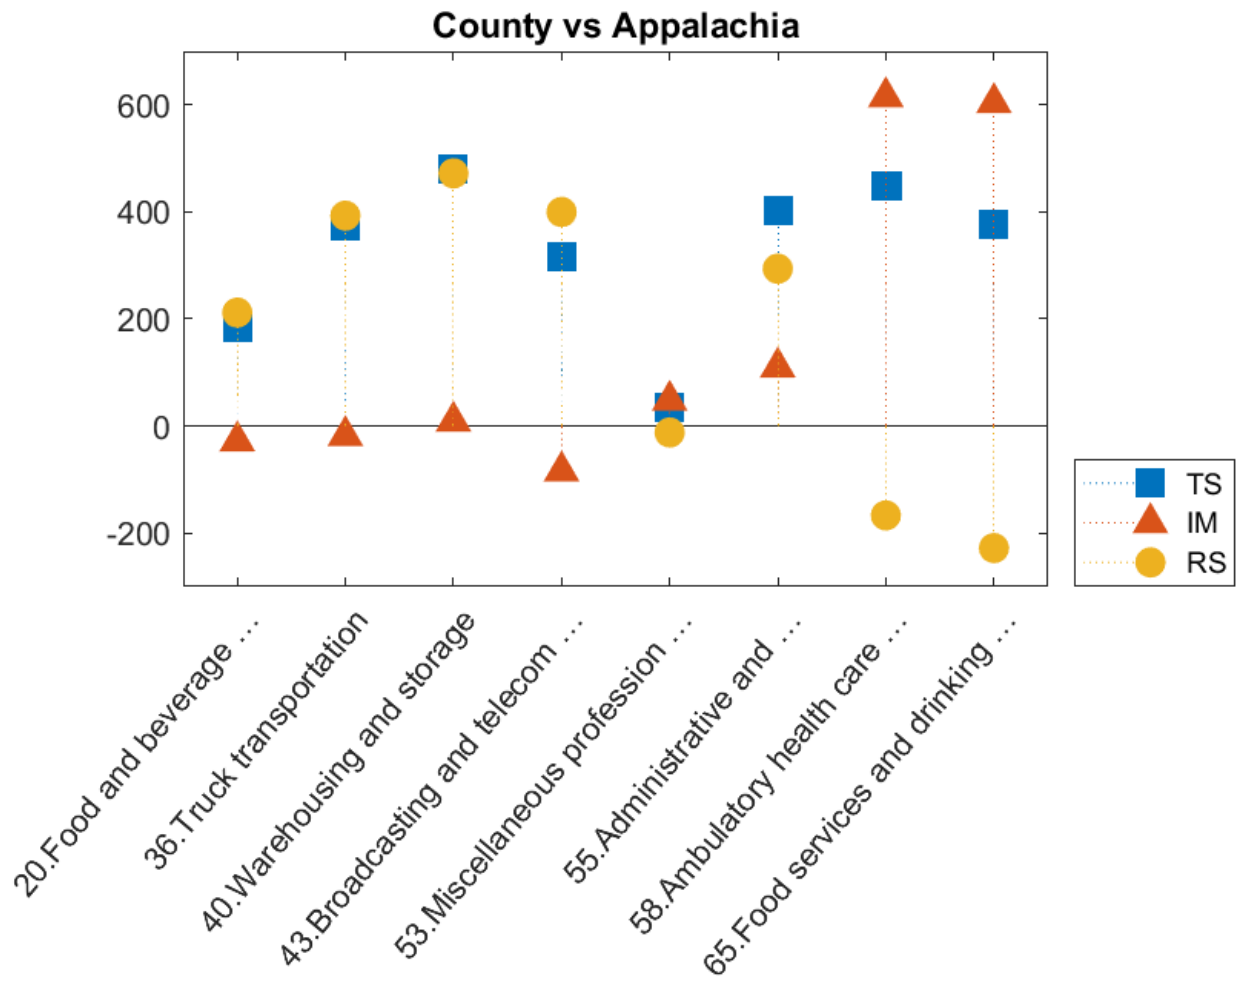 County vs Appalachia
600
400
200
0
-200
TS
IM
RS
20.Food and beverage ...
36.Truck transportation
40.Warehousing and storage
43.Broadcasting and telecom ...
53.Miscellaneous profession ...
55.Administrative and ...
58.Ambulatory health care ...
65.Food services and drinking ...